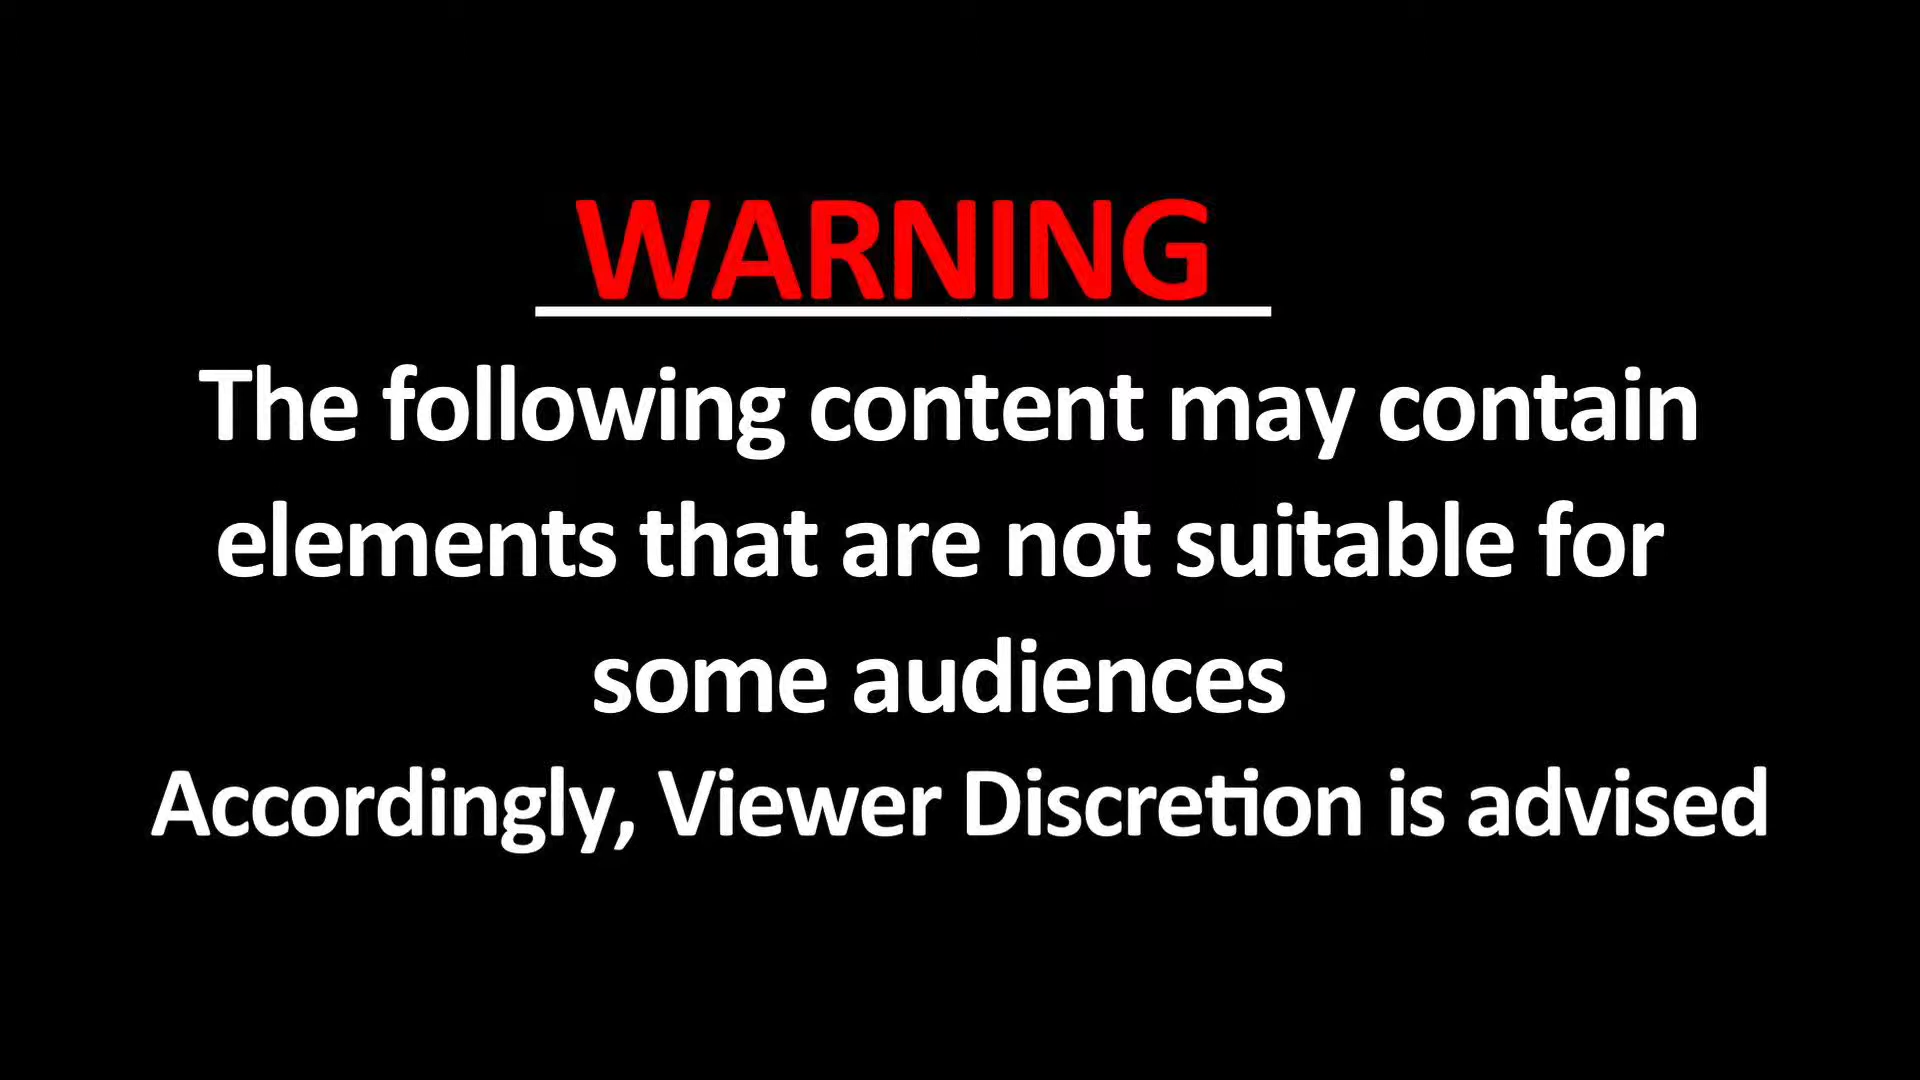 WARNING
The following content may contain
elements that are not suitable for
some audiences
Accordingly, Viewer Discretion is advised